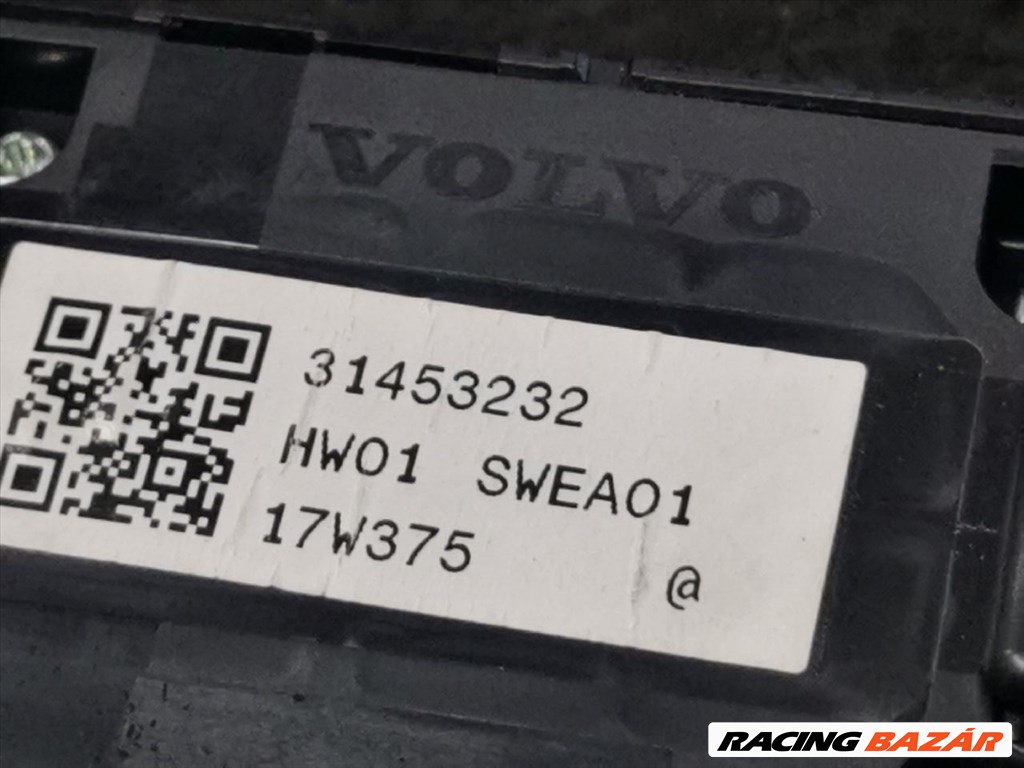 VOLVO
31453232
HW01 SWEA01
17W375
@
RACING BAZÁR